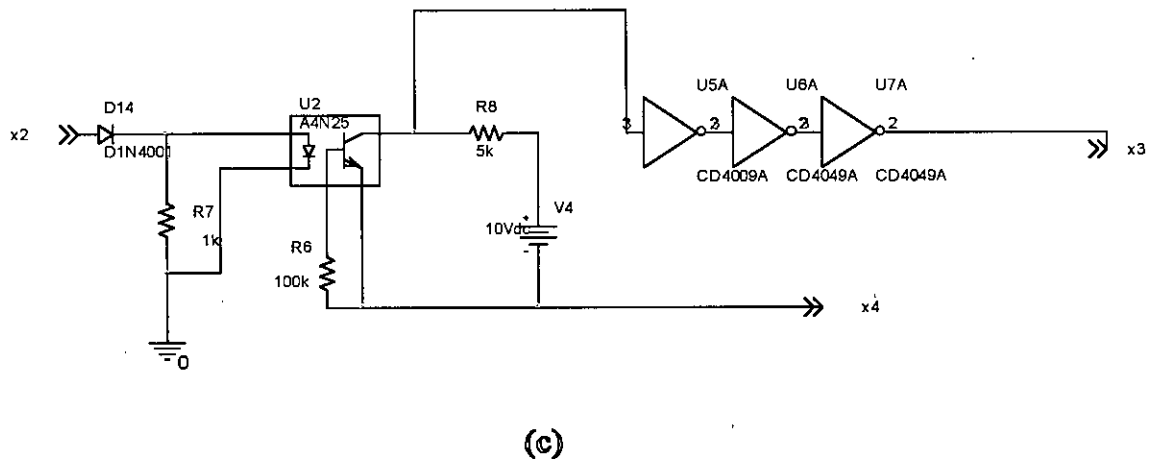 U5A
U6A
U7A
D14
U2
A4N25
R8
x2
3
2
3
2
3
2
D1N4001
5k
x3
CD4009A
CD4049A
CD4049A
R7
V4
1k
10Vdc
+
-
R6
100k
x4
0
(c)